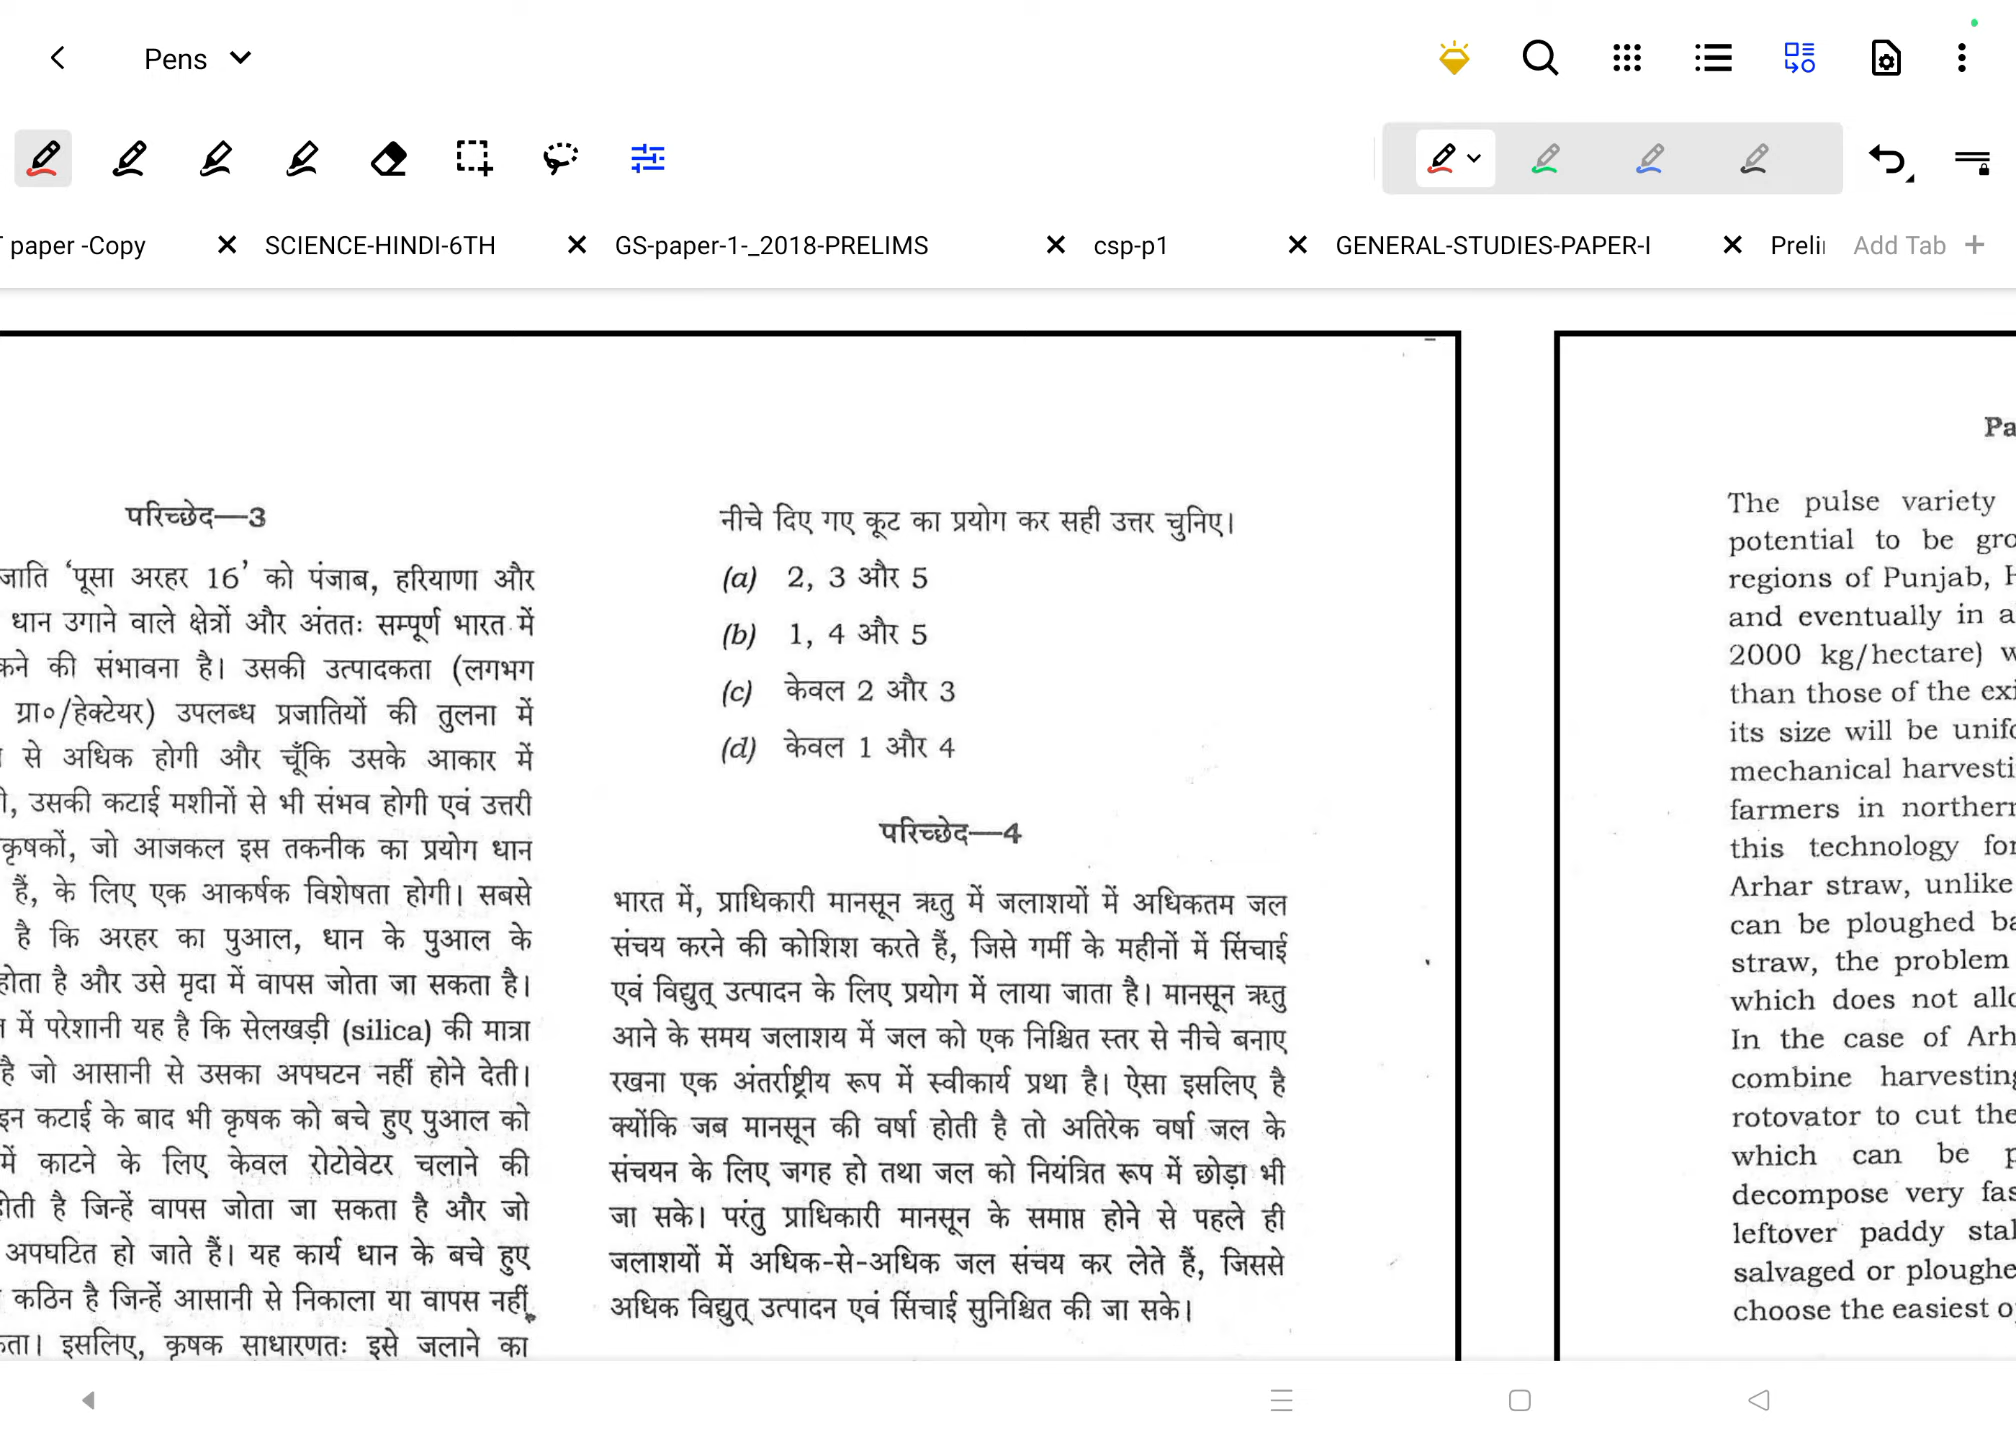 Pens
paper -Copy
SCIENCE-HINDI-6TH
GS-paper-1-_2018-PRELIMS
csp-p1
GENERAL-STUDIES-PAPER-I
Add Tab +
परिच्छेद—3
‘पूसा अरहर 16’ को पंजाब, हरियाणा और
धान उगाने वाले क्षेत्रों और अंततः सम्पूर्ण भारत में
की संभावना है। उसकी उत्पादकता (लगभग
ग्रा०/हेक्टेयर) उपलब्ध प्रजातियों की तुलना में
से अधिक होगी और चूँकि उसके आकार में
उसकी कटाई मशीनों से भी संभव होगी एवं उत्तरी
कृषकों, जो आजकल इस तकनीक का प्रयोग धान
हैं, के लिए एक आकर्षक विशेषता होगी। सबसे
है कि अरहर का पुआल, धान के पुआल के
होता है और उसे मृदा में वापस जोता जा सकता है।
में परेशानी यह है कि सेलखड़ी (silica) की मात्रा
है जो आसानी से उसका अपघटन नहीं होने देती।
कटाई के बाद भी कृषक को बचे हुए पुआल को
में काटने के लिए केवल रोटोवेटर चलाने की
होती है जिन्हें वापस जोता जा सकता है और जो
अपघटित हो जाते हैं। यह कार्य धान के बचे हुए
कठिन है जिन्हें आसानी से निकाला या वापस नहीं
इसलिए, कृषक साधारणतः इसे जलाने का
नीचे दिए गए कूट का प्रयोग कर सही उत्तर चुनिए।
(a) 2, 3 और 5
(b) 1, 4 और 5
(c) केवल 2 और 3
(d) केवल 1 और 4
परिच्छेद—4
भारत में, प्राधिकारी मानसून ऋतु में जलाशयों में अधिकतम जल
संचय करने की कोशिश करते हैं, जिसे गर्मी के महीनों में सिंचाई
एवं विद्युत् उत्पादन के लिए प्रयोग में लाया जाता है। मानसून ऋतु
आने के समय जलाशय में जल को एक निश्चित स्तर से नीचे बनाए
रखना एक अंतर्राष्ट्रीय रूप में स्वीकार्य प्रथा है। ऐसा इसलिए है
क्योंकि जब मानसून की वर्षा होती है तो अतिरेक वर्षा जल के
संचयन के लिए जगह हो तथा जल को नियंत्रित रूप में छोड़ा भी
जा सके। परंतु प्राधिकारी मानसून के समाप्त होने से पहले ही
जलाशयों में अधिक-से-अधिक जल संचय कर लेते हैं, जिससे
अधिक विद्युत् उत्पादन एवं सिंचाई सुनिश्चित की जा सके।
The pulse variety
potential to be
regions of Punjab,
and eventually in
2000 kg/hectare)
than those of the
its size will be
mechanical
farmers in
this technology
Arhar straw, unlike
can be ploughed
straw, the problem
which does not
In the case of
combine
rotovator to cut the
which can be
decompose very
leftover paddy
salvaged or
choose the easiest